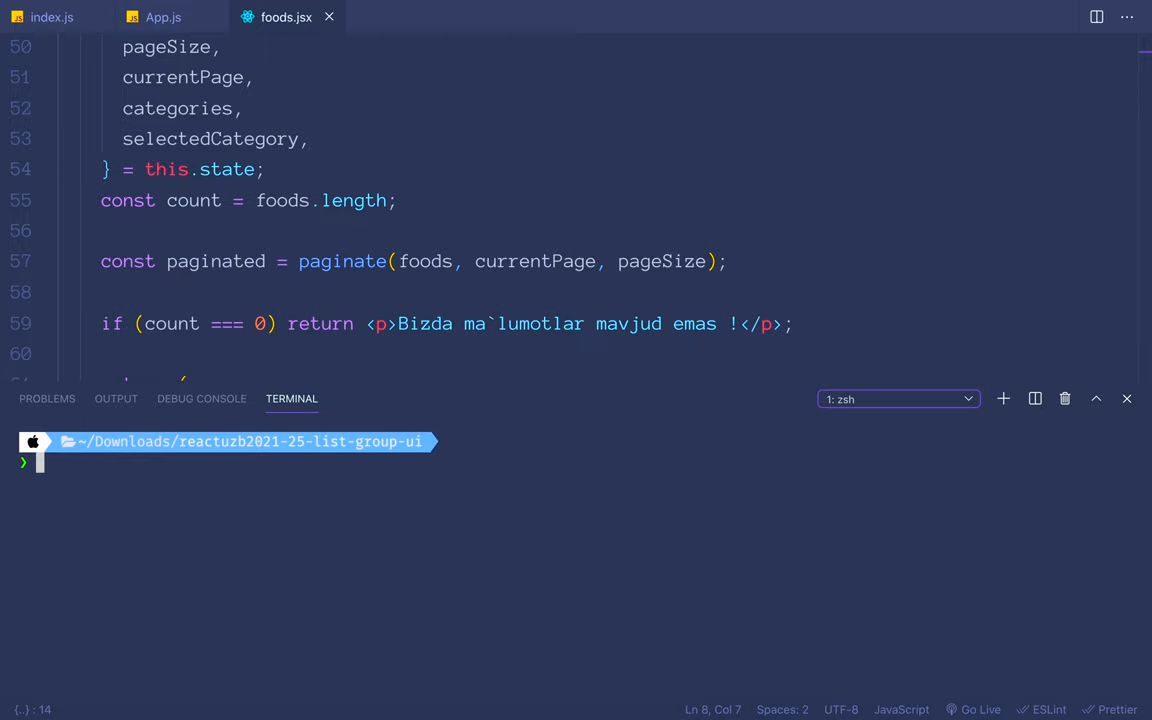 index.js App.js foods.jsx
50 pageSize,
51 currentPage,
52 categories,
53 selectedCategory,
54 } = this.state;
55 const count = foods.length;
56
57 const paginated = paginate(foods, currentPage, pageSize);
58
59 if (count === 0) return <p>Bizda ma`lumotlar mavjud emas !</p>;
60
PROBLEMS OUTPUT DEBUG CONSOLE TERMINAL 1: zsh
~/Downloads/reactuzb2021-25-list-group-ui
❯
{..} : 14 Ln 8, Col 7 Spaces: 2 UTF-8 JavaScript Go Live ESLint Prettier